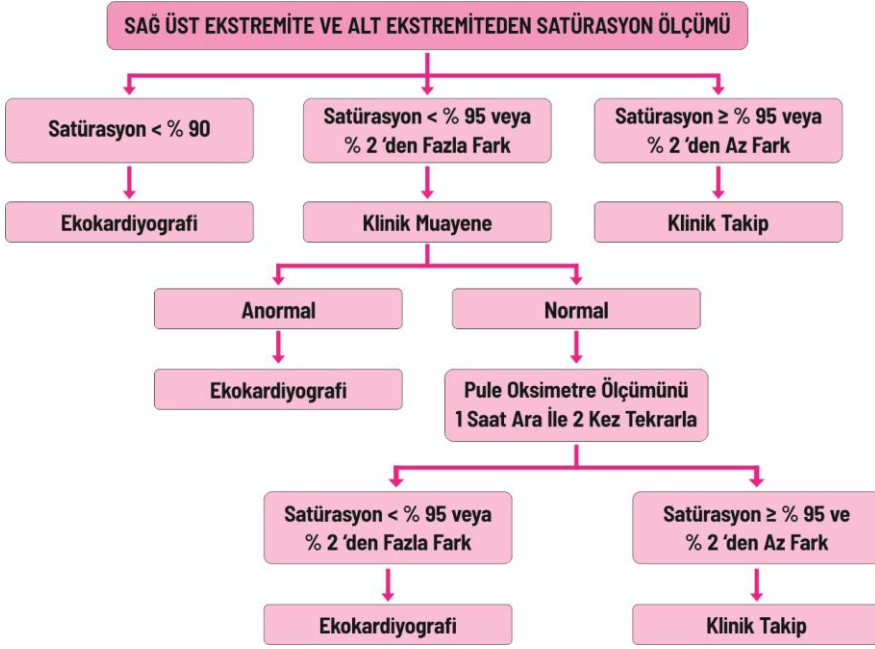 SAĞ ÜST EKSTREMİTE VE ALT EKSTREMİTEDEN SATÜRASYON ÖLÇÜMÜ
Satürasyon < % 90
Satürasyon < % 95 veya
% 2 ‘den Fazla Fark
Satürasyon ≥ % 95 veya
% 2 ‘den Az Fark
Ekokardiyografi
Klinik Muayene
Klinik Takip
Anormal
Normal
Ekokardiyografi
Pule Oksimetre Ölçümünü
1 Saat Ara İle 2 Kez Tekrarla
Satürasyon < % 95 veya
% 2 ‘den Fazla Fark
Satürasyon ≥ % 95 ve
% 2 ‘den Az Fark
Ekokardiyografi
Klinik Takip